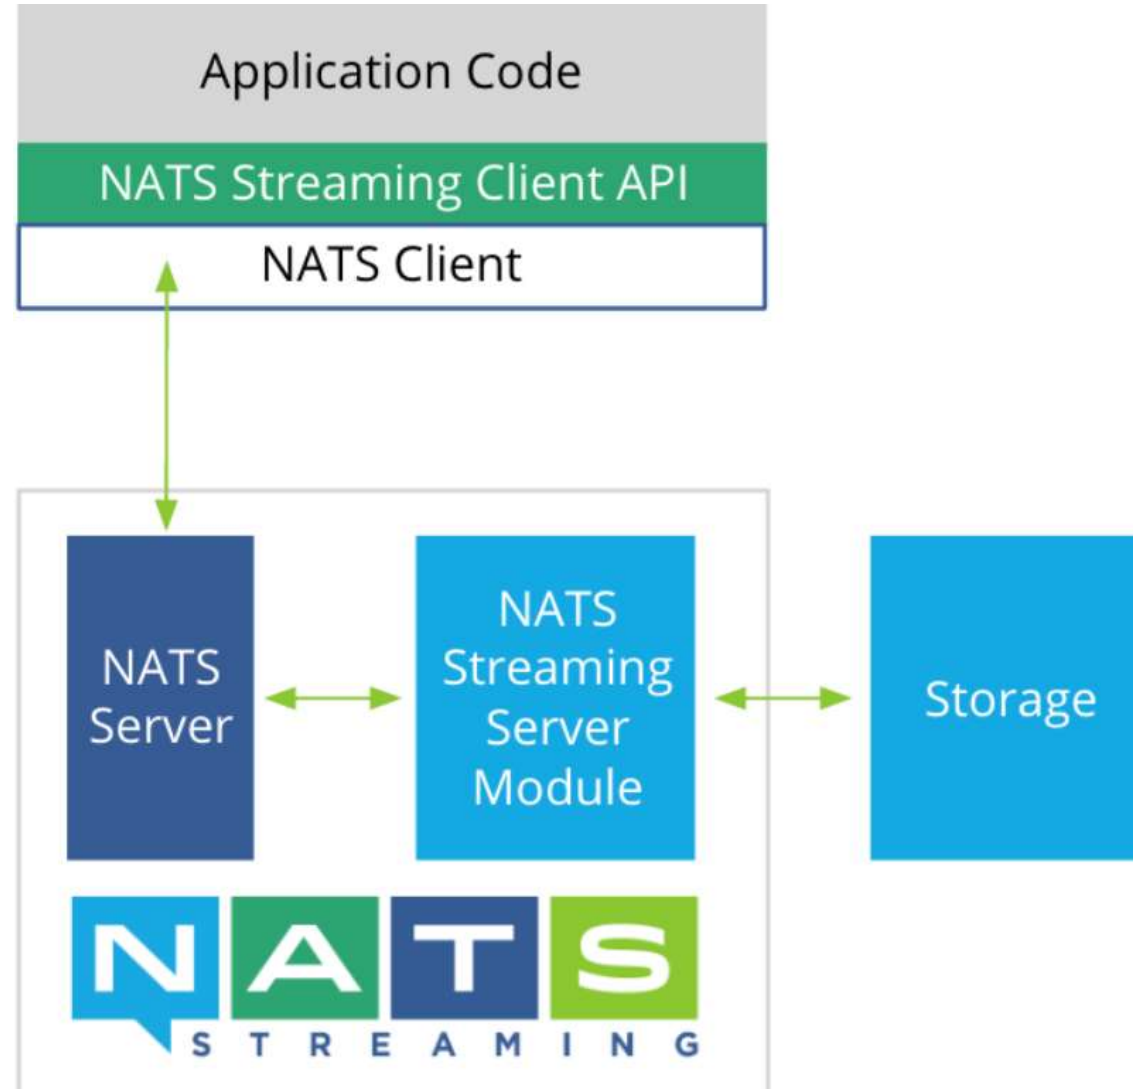 Application Code
NATS Streaming Client API
NATS Client
NATS
Server
NATS
Streaming
Server
Module
Storage
NATS
STREAMING